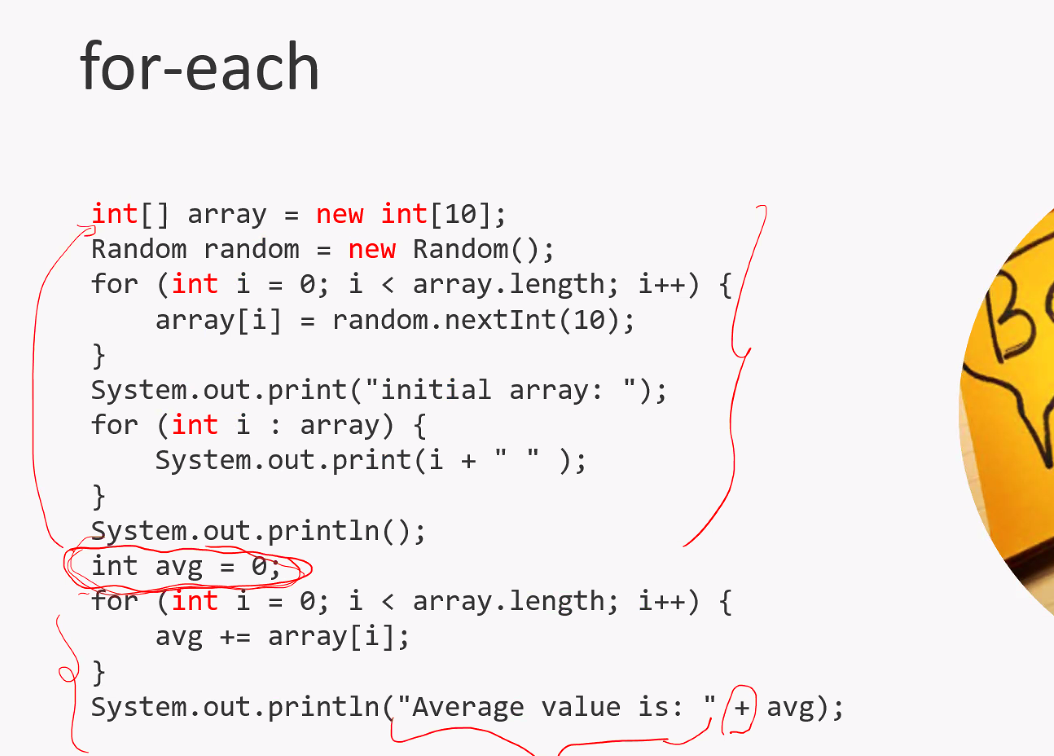 for-each
int[] array = new int[10];
Random random = new Random();
for (int i = 0; i < array.length; i++) {
    array[i] = random.nextInt(10);
}
System.out.print("initial array: ");
for (int i : array) {
    System.out.print(i + " " );
}
System.out.println();
int avg = 0;
for (int i = 0; i < array.length; i++) {
    avg += array[i];
}
System.out.println("Average value is: " + avg);